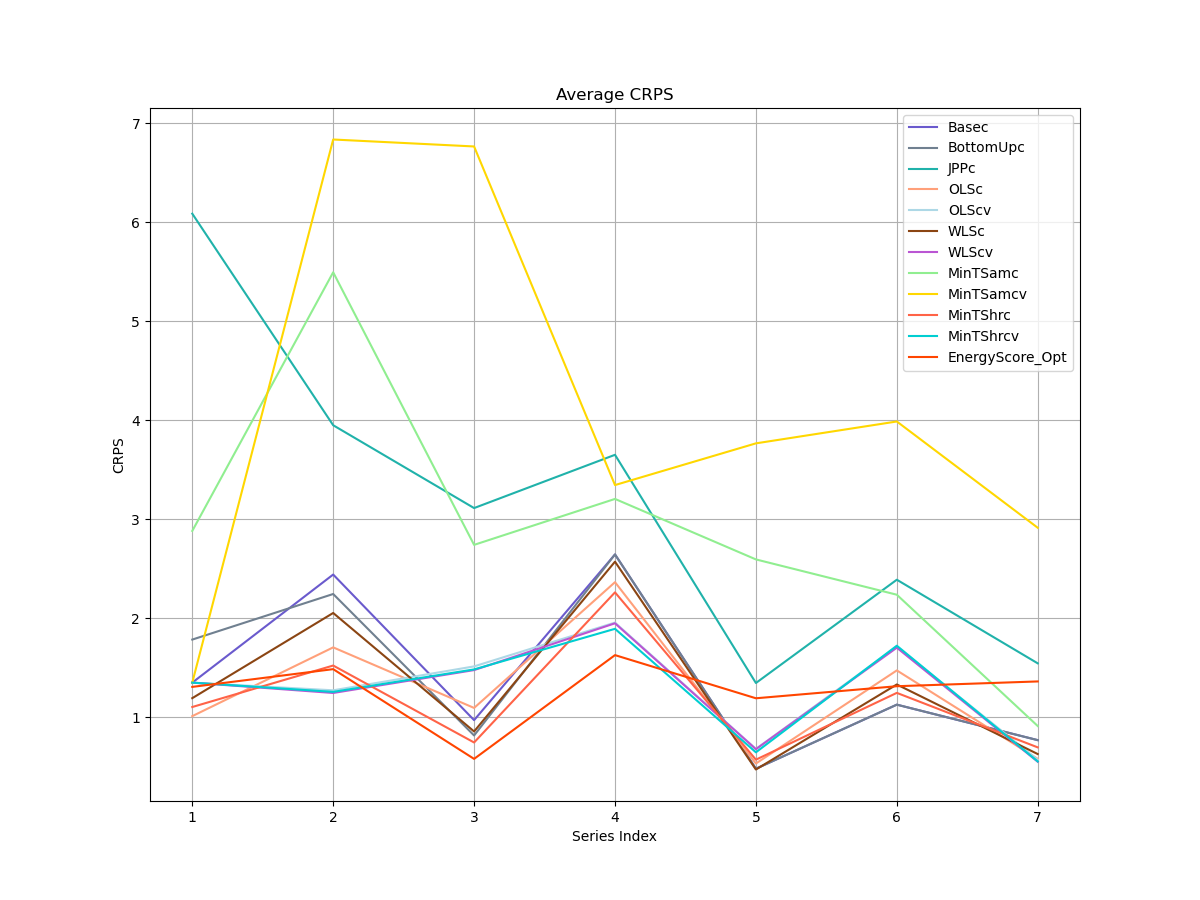 Average CRPS
7
6
5
4
3
2
1
CRPS
1 2 3 4 5 6 7
Series Index
Basec
BottomUpc
JPPc
OLSc
OLScv
WLSc
WLScv
MinTSamc
MinTSamcv
MinTShrc
MinTShrcv
EnergyScore_Opt